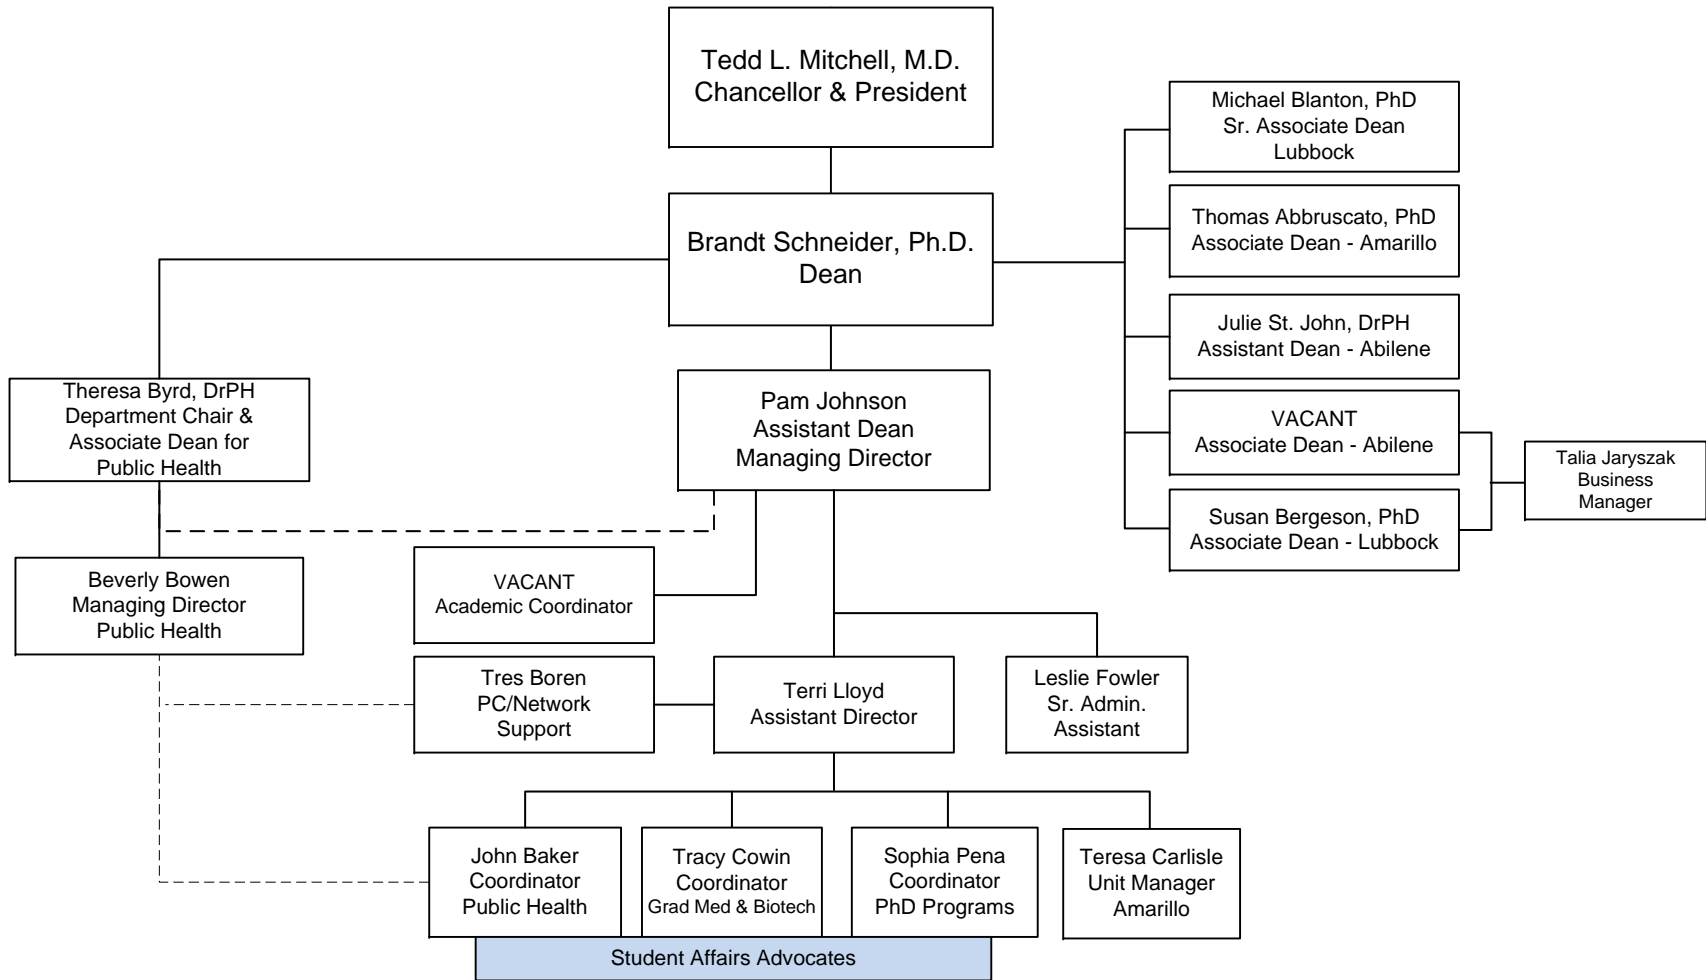 Tedd L. Mitchell, M.D.
Chancellor & President
Michael Blanton, PhD
Sr. Associate Dean
Lubbock
Brandt Schneider, Ph.D.
Dean
Thomas Abbruscato, PhD
Associate Dean - Amarillo
Julie St. John, DrPH
Assistant Dean - Abilene
Theresa Byrd, DrPH
Department Chair &
Associate Dean for
Public Health
Pam Johnson
Assistant Dean
Managing Director
VACANT
Associate Dean - Abilene
Talia Jaryszak
Business
Manager
Susan Bergeson, PhD
Associate Dean - Lubbock
Beverly Bowen
Managing Director
Public Health
VACANT
Academic Coordinator
Tres Boren
PC/Network
Support
Terri Lloyd
Assistant Director
Leslie Fowler
Sr. Admin.
Assistant
John Baker
Coordinator
Public Health
Tracy Cowin
Coordinator
Grad Med & Biotech
Sophia Pena
Coordinator
PhD Programs
Teresa Carlisle
Unit Manager
Amarillo
Student Affairs Advocates